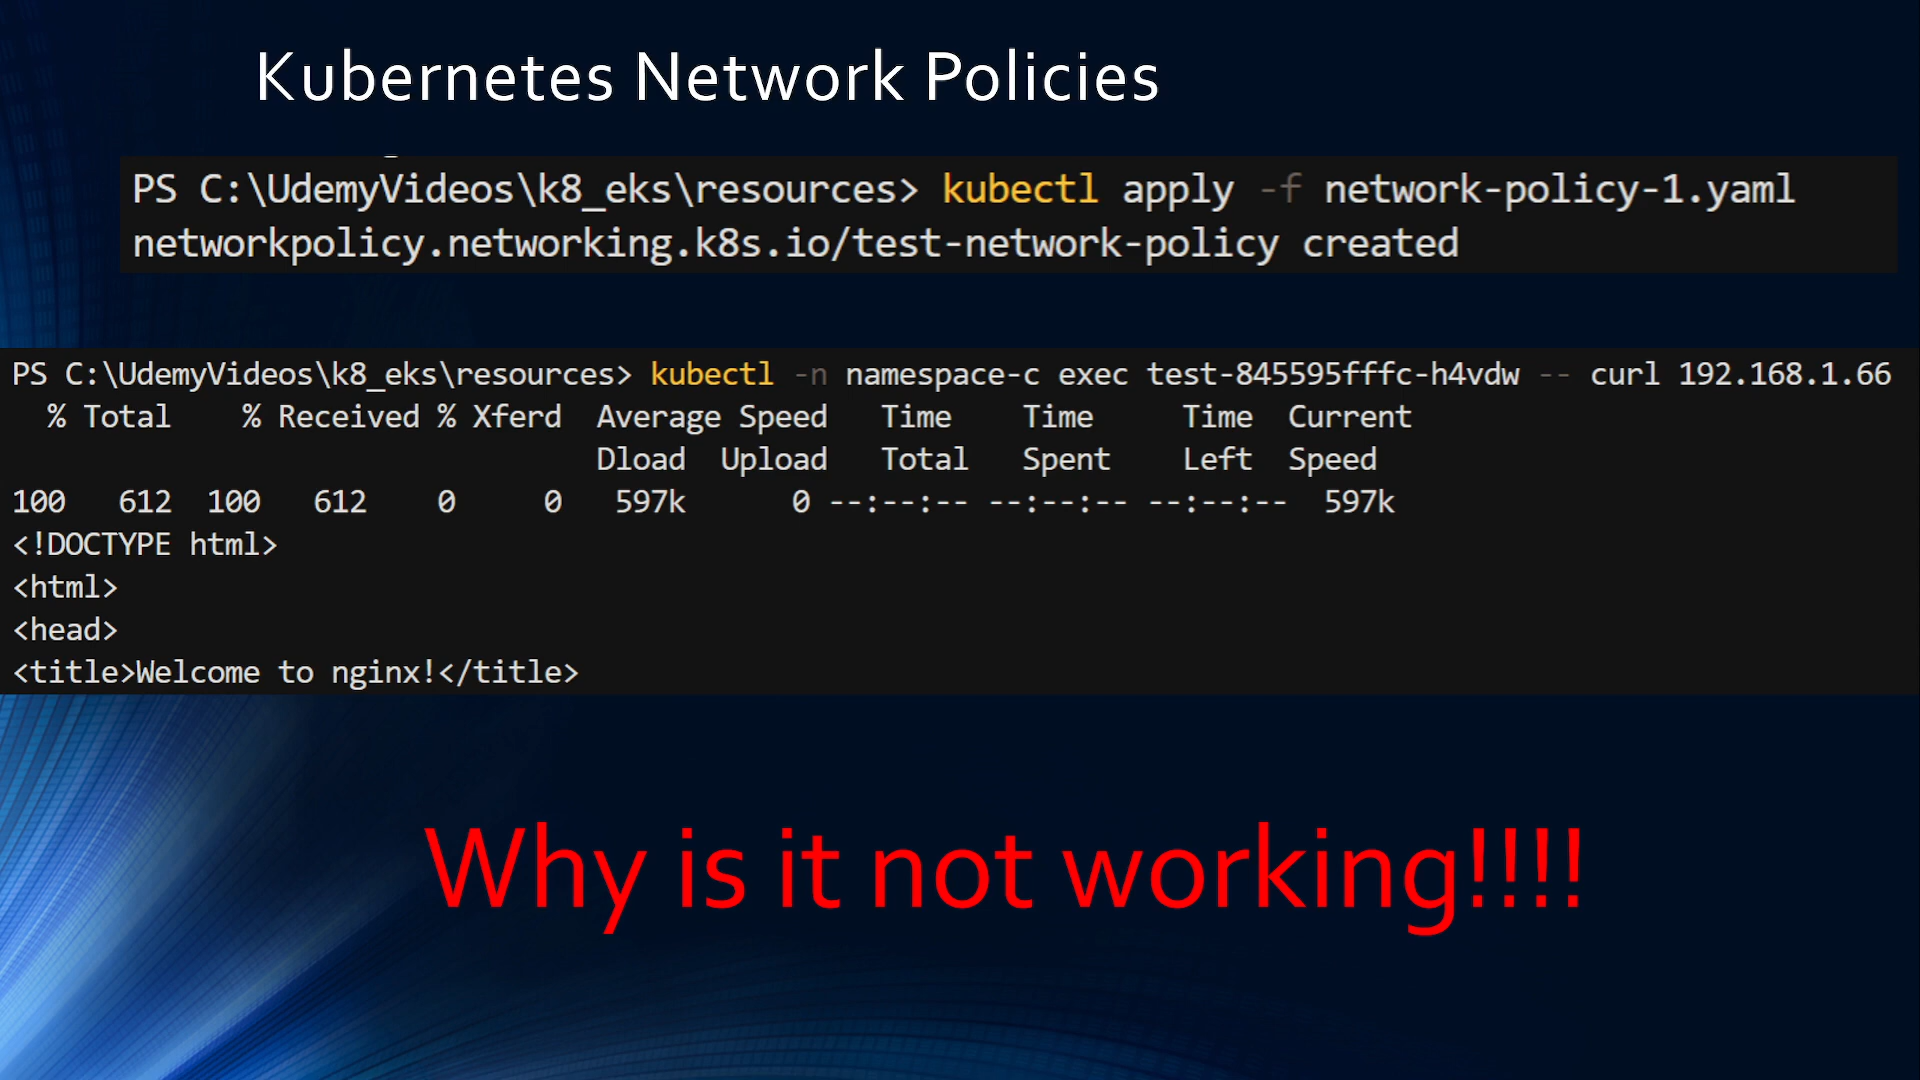 Kubernetes Network Policies
PS C:\UdemyVideos\k8_eks\resources> kubectl apply -f network-policy-1.yaml
networkpolicy.networking.k8s.io/test-network-policy created
PS C:\UdemyVideos\k8_eks\resources> kubectl -n namespace-c exec test-845595fffc-h4vdw -- curl 192.168.1.66
% Total % Received % Xferd Average Speed Time Time Time Current
Dload Upload Total Spent Left Speed
100 612 100 612 0 0 597k 0 --:--:-- --:--:-- --:--:-- 597k
<!DOCTYPE html>
<html>
<head>
<title>Welcome to nginx!</title>
Why is it not working!!!!